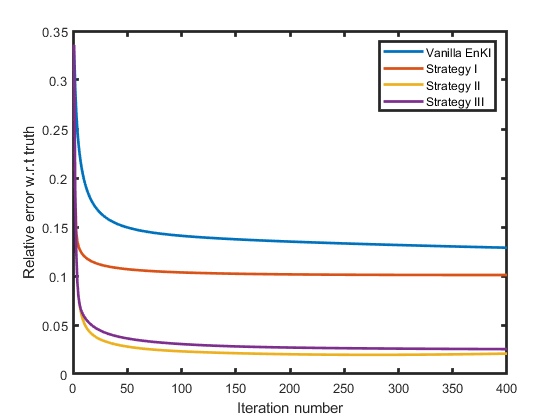 0.35
0.3
0.25
0.2
0.15
0.1
0.05
0
Relative error w.r.t truth
Vanilla EnKI
Strategy I
Strategy II
Strategy III
0 50 100 150 200 250 300 350 400
Iteration number